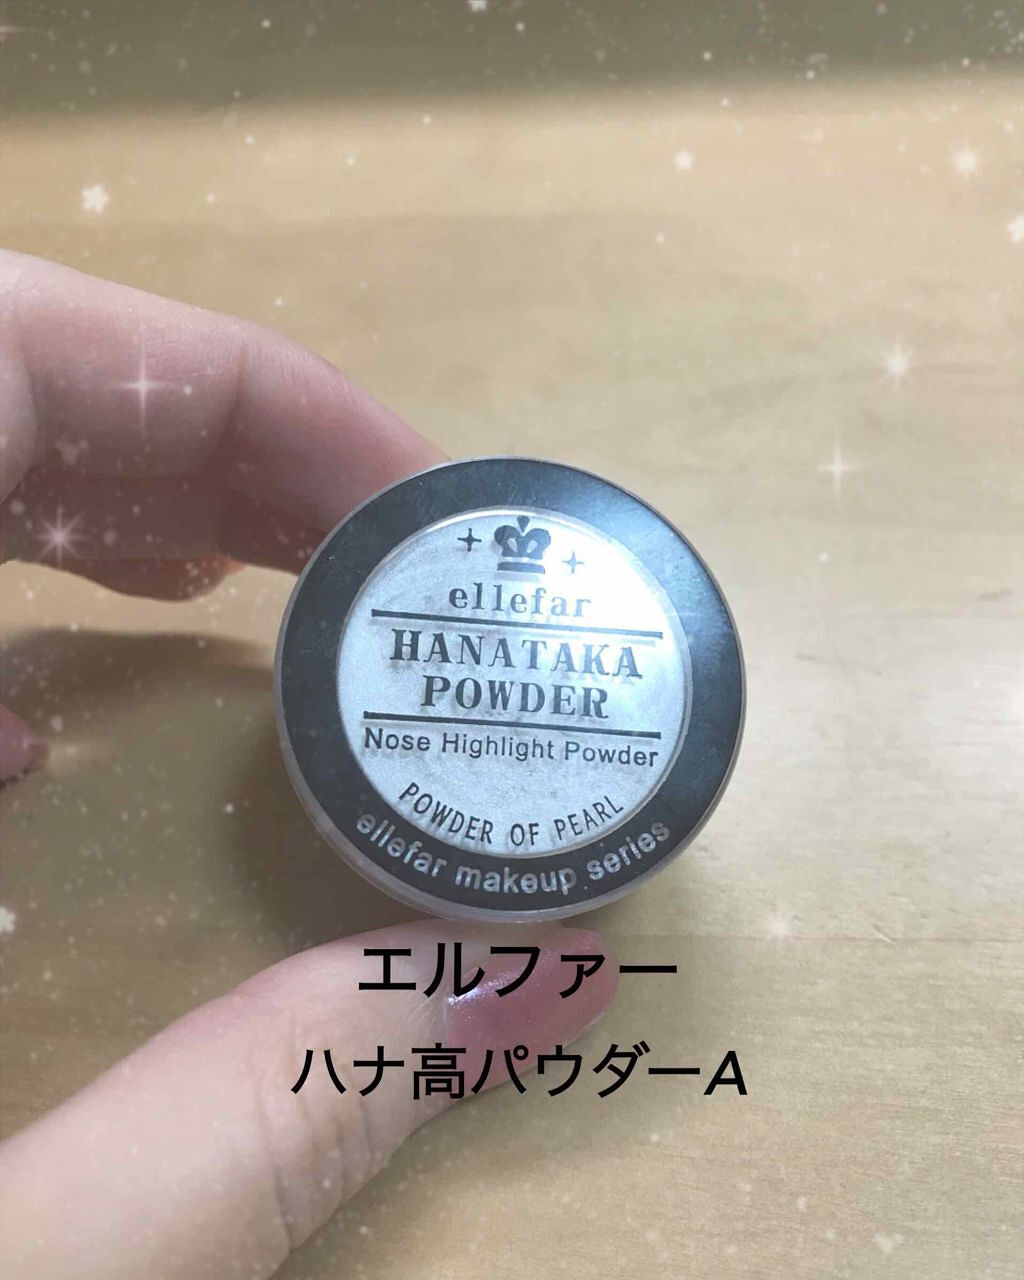 ellefar
HANATAKA
POWDER
Nose Highlight Powder
POWDER OF PEARL
ellefar makeup series
エルファー
ハナ高パウダーA